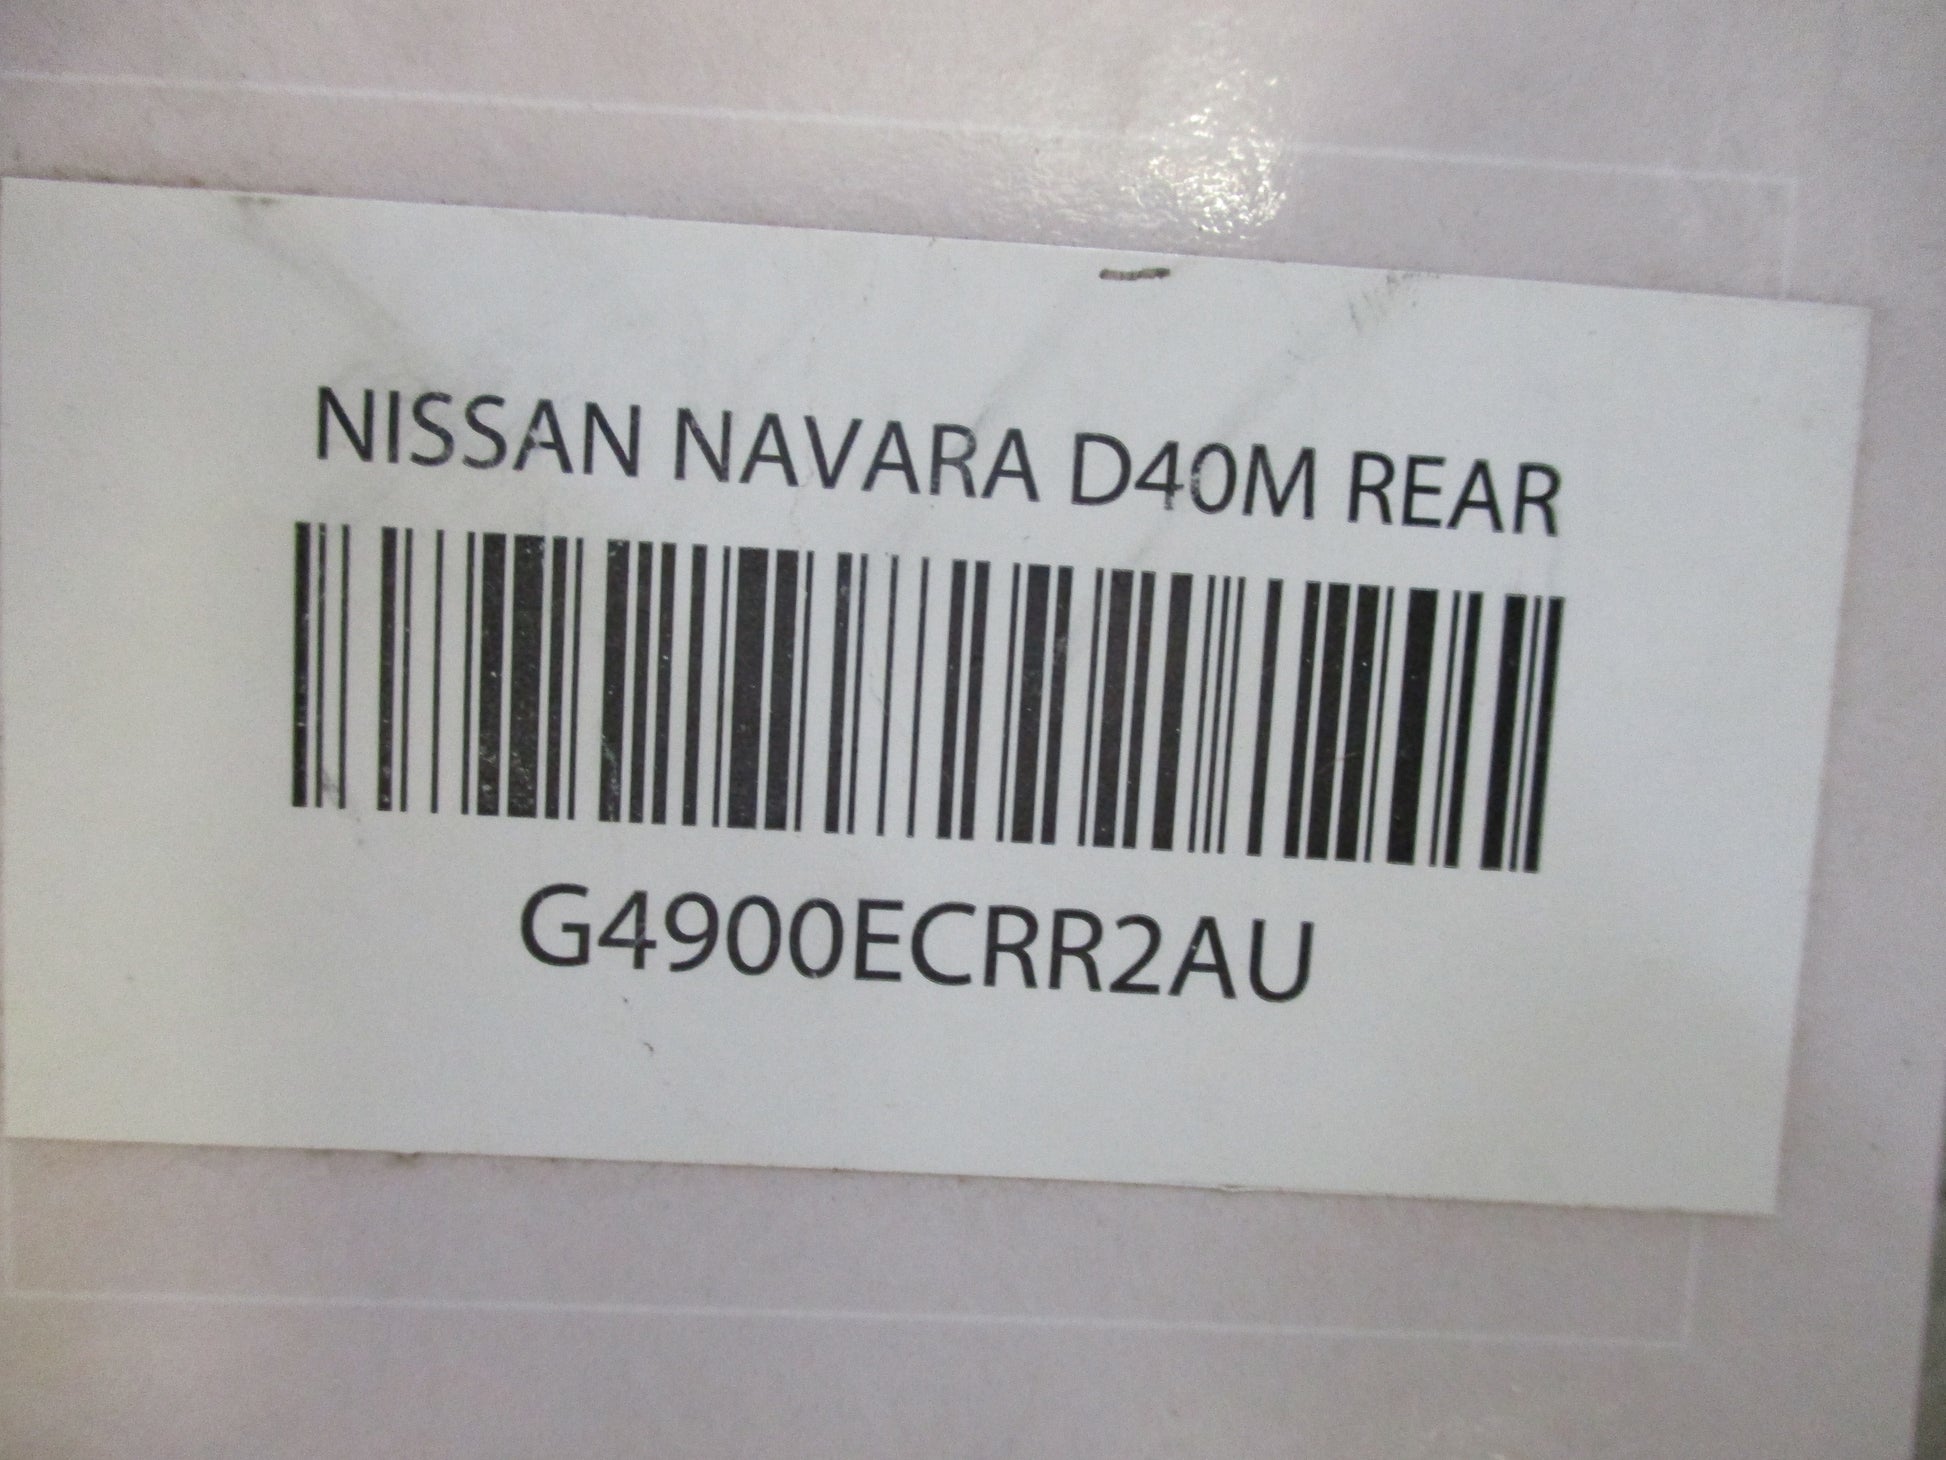 NISSAN NAVARA D40M REAR
G4900ECRR2AU